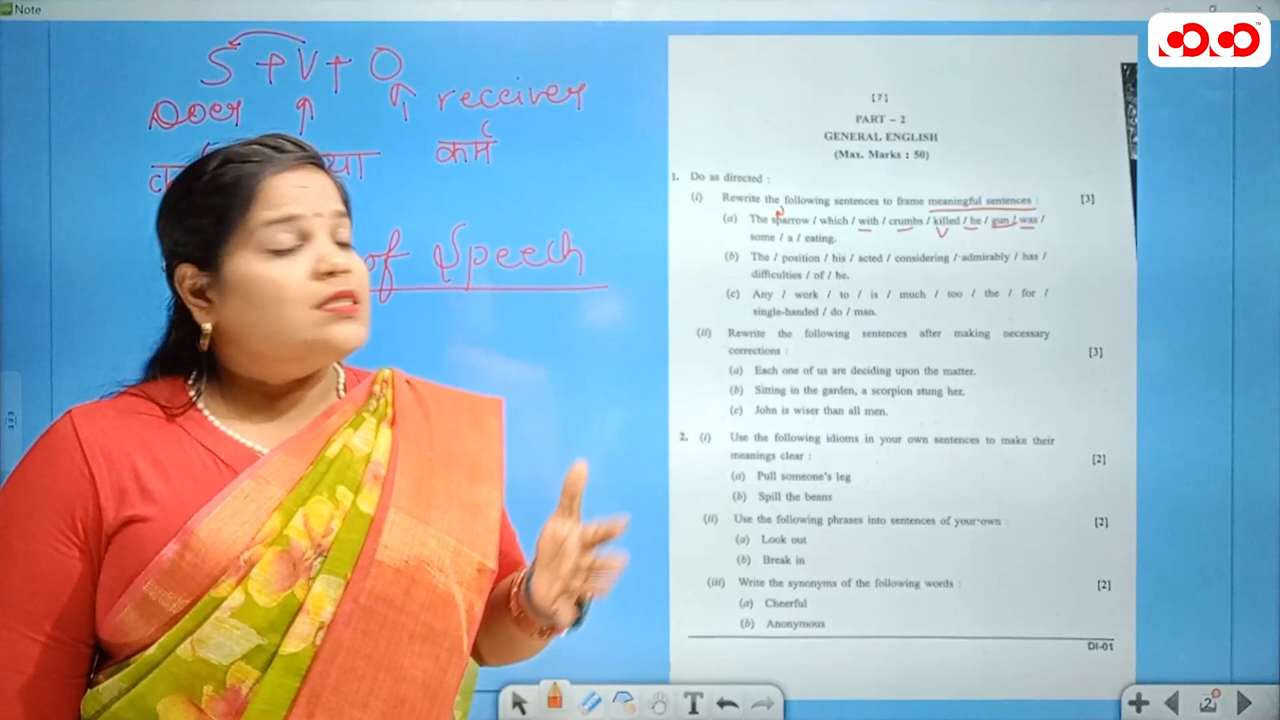 Note
S + V + O
Doer receiver
कर्म
of Speech
[7]
PART – 2
GENERAL ENGLISH
(Max. Marks : 50)
1. Do as directed :
(i) Rewrite the following sentences to frame meaningful sentences : [3]
(a) The sparrow / which / with / crumbs / killed / he / gun / was /
some / a / eating.
(b) The / position / his / acted / considering / admirably / has /
difficulties / of / he.
(c) Any / work / to / is / much / too / the / for /
single-handed / do / man.
(ii) Rewrite the following sentences after making necessary
corrections : [3]
(a) Each one of us are deciding upon the matter.
(b) Sitting in the garden, a scorpion stung her.
(c) John is wiser than all men.
2. (i) Use the following idioms in your own sentences to make their
meanings clear : [2]
(a) Pull someone's leg
(b) Spill the beans
(ii) Use the following phrases into sentences of your own : [2]
(a) Look out
(b) Break in
(iii) Write the synonyms of the following words : [2]
(a) Cheerful
(b) Anonymous
DI-01